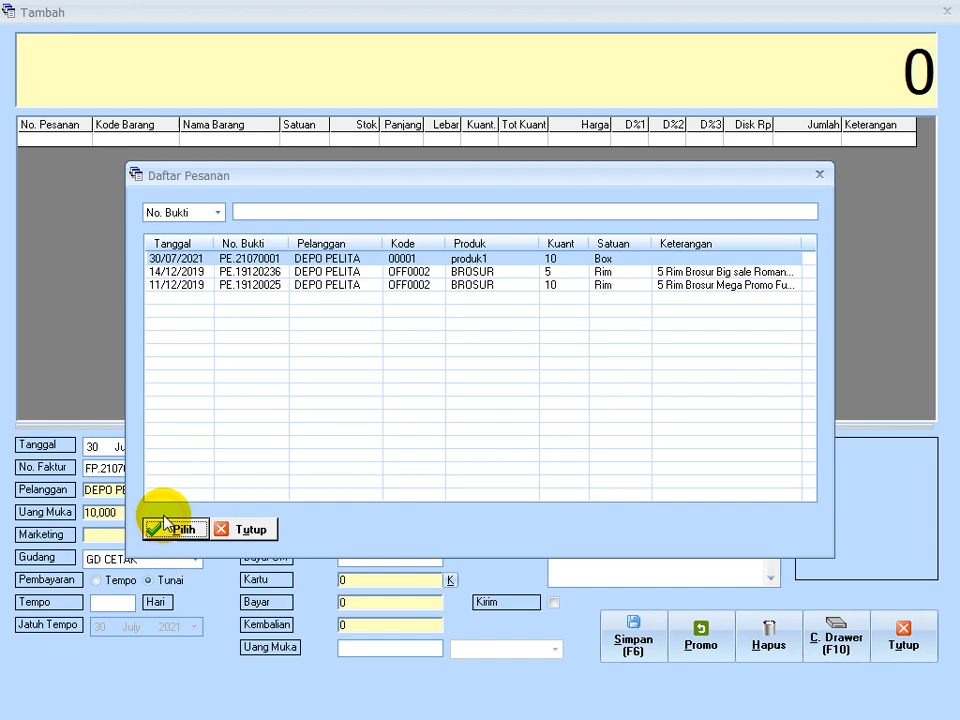 Tambah
0
No. Pesanan Kode Barang Nama Barang Satuan Stok Panjang Lebar Kuant. Tot Kuant Harga D%1 D%2 D%3 Disk Rp Jumlah Keterangan
Daftar Pesanan
No. Bukti
Tanggal No. Bukti Pelanggan Kode Produk Kuant Satuan Keterangan
30/07/2021 PE.21070001 DEPO PELITA 00001 produk1 10 Box
14/12/2019 PE.19120236 DEPO PELITA OFF0002 BROSUR 5 Rim 5 Rim Brosur Big sale Roman...
11/12/2019 PE.19120025 DEPO PELITA OFF0002 BROSUR 10 Rim 5 Rim Brosur Mega Promo Fu...
Pilih Tutup
Tanggal 30
No. Faktur FP.2107
Pelanggan DEPO PE
Uang Muka 10,000
Marketing
Gudang GD CETAK
Pembayaran Tempo Tunai Kartu 0 K
Tempo Hari Bayar 0 Kirim
Jatuh Tempo 30 July 2021 Kembalian 0
Uang Muka
Simpan (F6) Promo Hapus C. Drawer (F10) Tutup